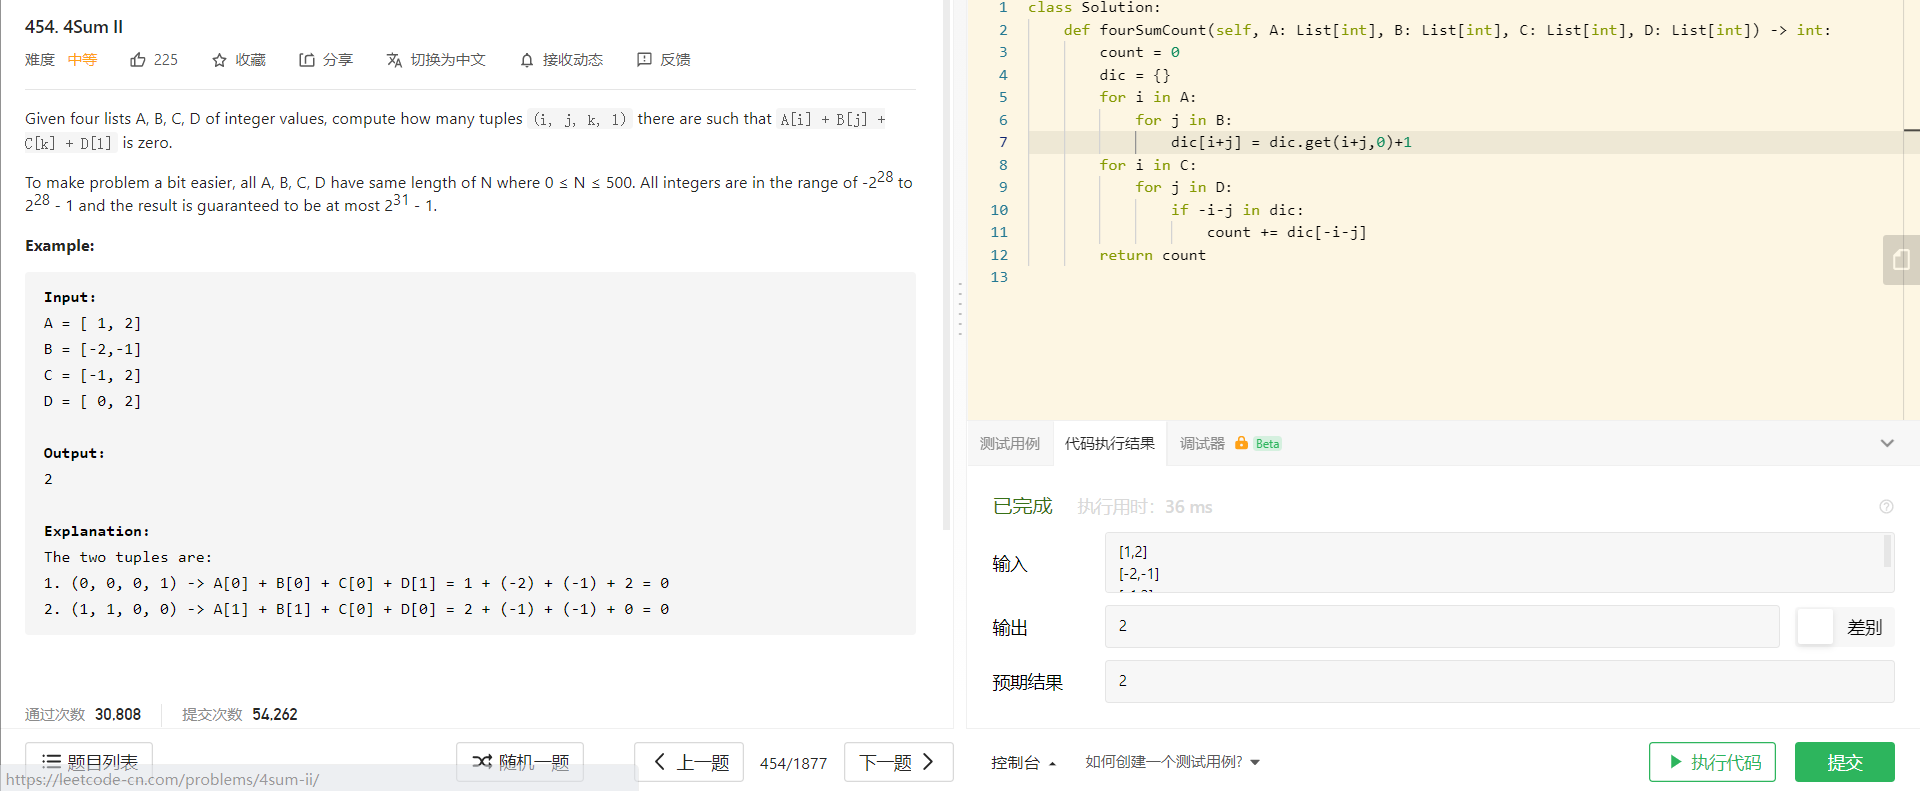 454. 4Sum II
难度 中等 225 收藏 分享 切换为中文 接收动态 反馈
Given four lists A, B, C, D of integer values, compute how many tuples (i, j, k, l) there are such that A[i] + B[j] +
C[k] + D[l] is zero.
To make problem a bit easier, all A, B, C, D have same length of N where 0 ≤ N ≤ 500. All integers are in the range of -2^28 to
2^28 - 1 and the result is guaranteed to be at most 2^31 - 1.
Example:
Input:
A = [ 1, 2]
B = [-2,-1]
C = [-1, 2]
D = [ 0, 2]
Output:
2
Explanation:
The two tuples are:
1. (0, 0, 0, 1) -> A[0] + B[0] + C[0] + D[1] = 1 + (-2) + (-1) + 2 = 0
2. (1, 1, 0, 0) -> A[1] + B[1] + C[0] + D[0] = 2 + (-1) + (-1) + 0 = 0
通过次数 30,808 提交次数 54,262
题目列表 随机一题 上一题 454/1877 下一题
https://leetcode-cn.com/problems/4sum-ii/
1 class Solution:
2 def fourSumCount(self, A: List[int], B: List[int], C: List[int], D: List[int]) -> int:
3 count = 0
4 dic = {}
5 for i in A:
6 for j in B:
7 dic[i+j] = dic.get(i+j,0)+1
8 for i in C:
9 for j in D:
10 if -i-j in dic:
11 count += dic[-i-j]
12 return count
13
测试用例 代码执行结果 调试器 Beta
已完成 执行用时: 36 ms
输入
[1,2]
[-2,-1]
输出 2 差别
预期结果 2
控制台 如何创建一个测试用例? 执行代码 提交